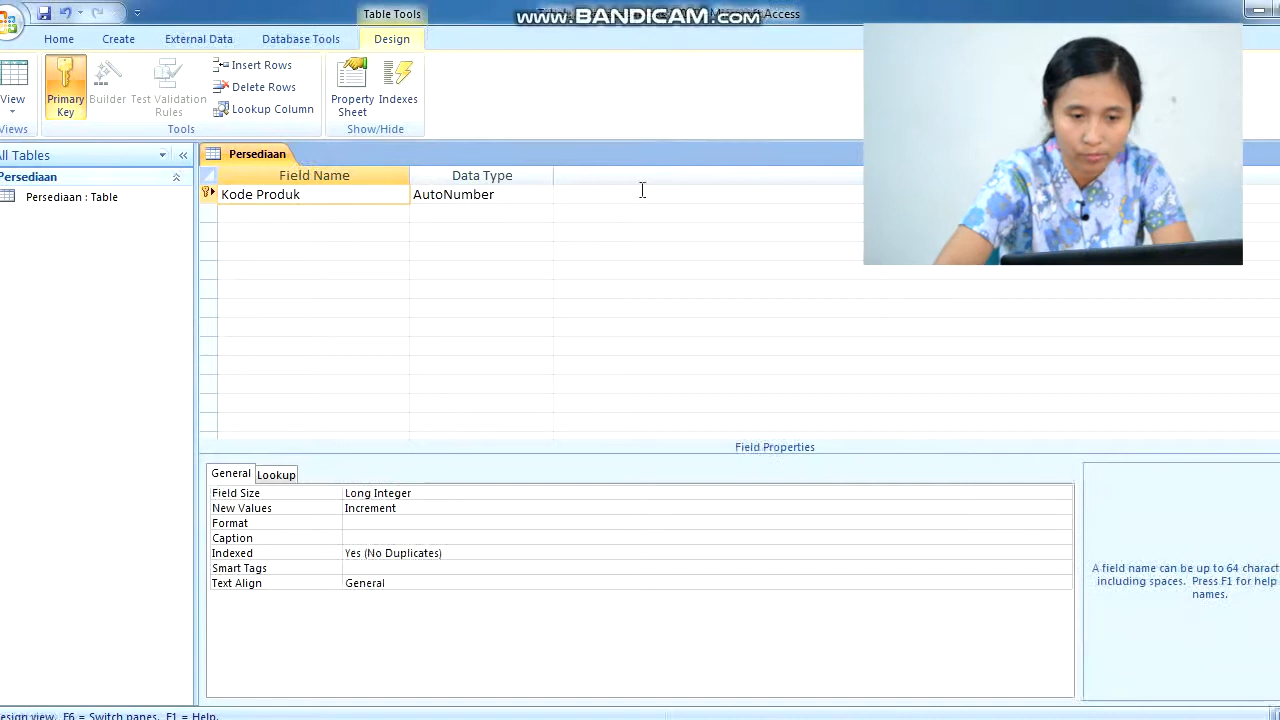 Table Tools
www.BANDICAM.com
Access
Home
Create
External Data
Database Tools
Design
View
Primary Key
Builder
Test Validation Rules
Insert Rows
Delete Rows
Lookup Column
Property Sheet
Indexes
Views
Tools
Show/Hide
All Tables
«
Persediaan
Persediaan
Persediaan : Table
Field Name
Data Type
Kode Produk
AutoNumber
Field Properties
General
Lookup
Field Size
Long Integer
New Values
Increment
Format
Caption
Indexed
Yes (No Duplicates)
Smart Tags
Text Align
General
A field name can be up to 64 charact
including spaces. Press F1 for help
names.
esign view. F6 = Switch panes. F1 = Help.